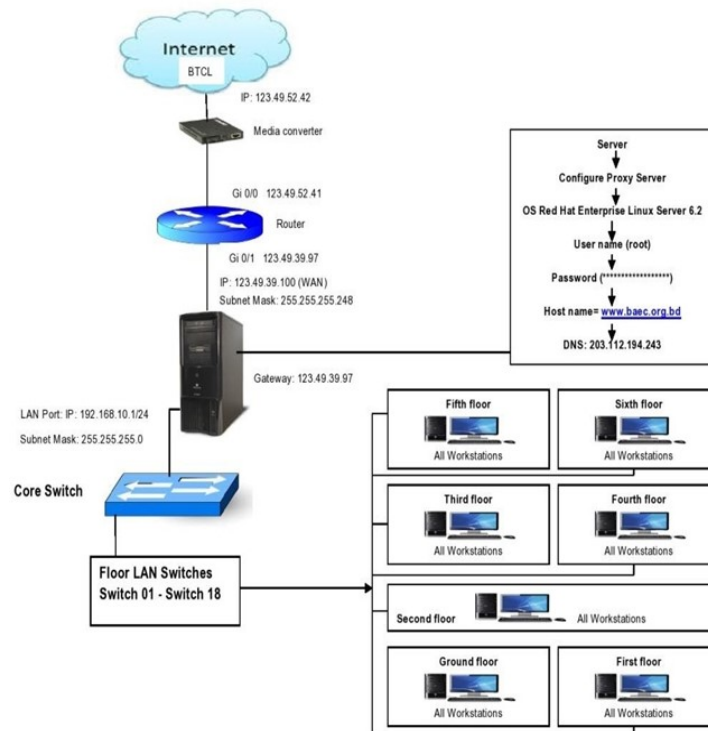 Internet
BTCL
IP: 123.49.52.42
Media converter
Gi 0/0 123.49.52.41
Router
Gi 0/1 123.49.39.97
IP: 123.49.39.100 (WAN)
Subnet Mask: 255.255.255.248
Gateway: 123.49.39.97
LAN Port: IP: 192.168.10.1/24
Subnet Mask: 255.255.255.0
Core Switch
Floor LAN Switches
Switch 01 - Switch 18
Server
Configure Proxy Server
OS Red Hat Enterprise Linux Server 6.2
User name (root)
Password (******************)
Host name= www.baec.org.bd
DNS: 203.112.194.243
Fifth floor
All Workstations
Sixth floor
All Workstations
Third floor
All Workstations
Fourth floor
All Workstations
Second floor
All Workstations
Ground floor
All Workstations
First floor
All Workstations